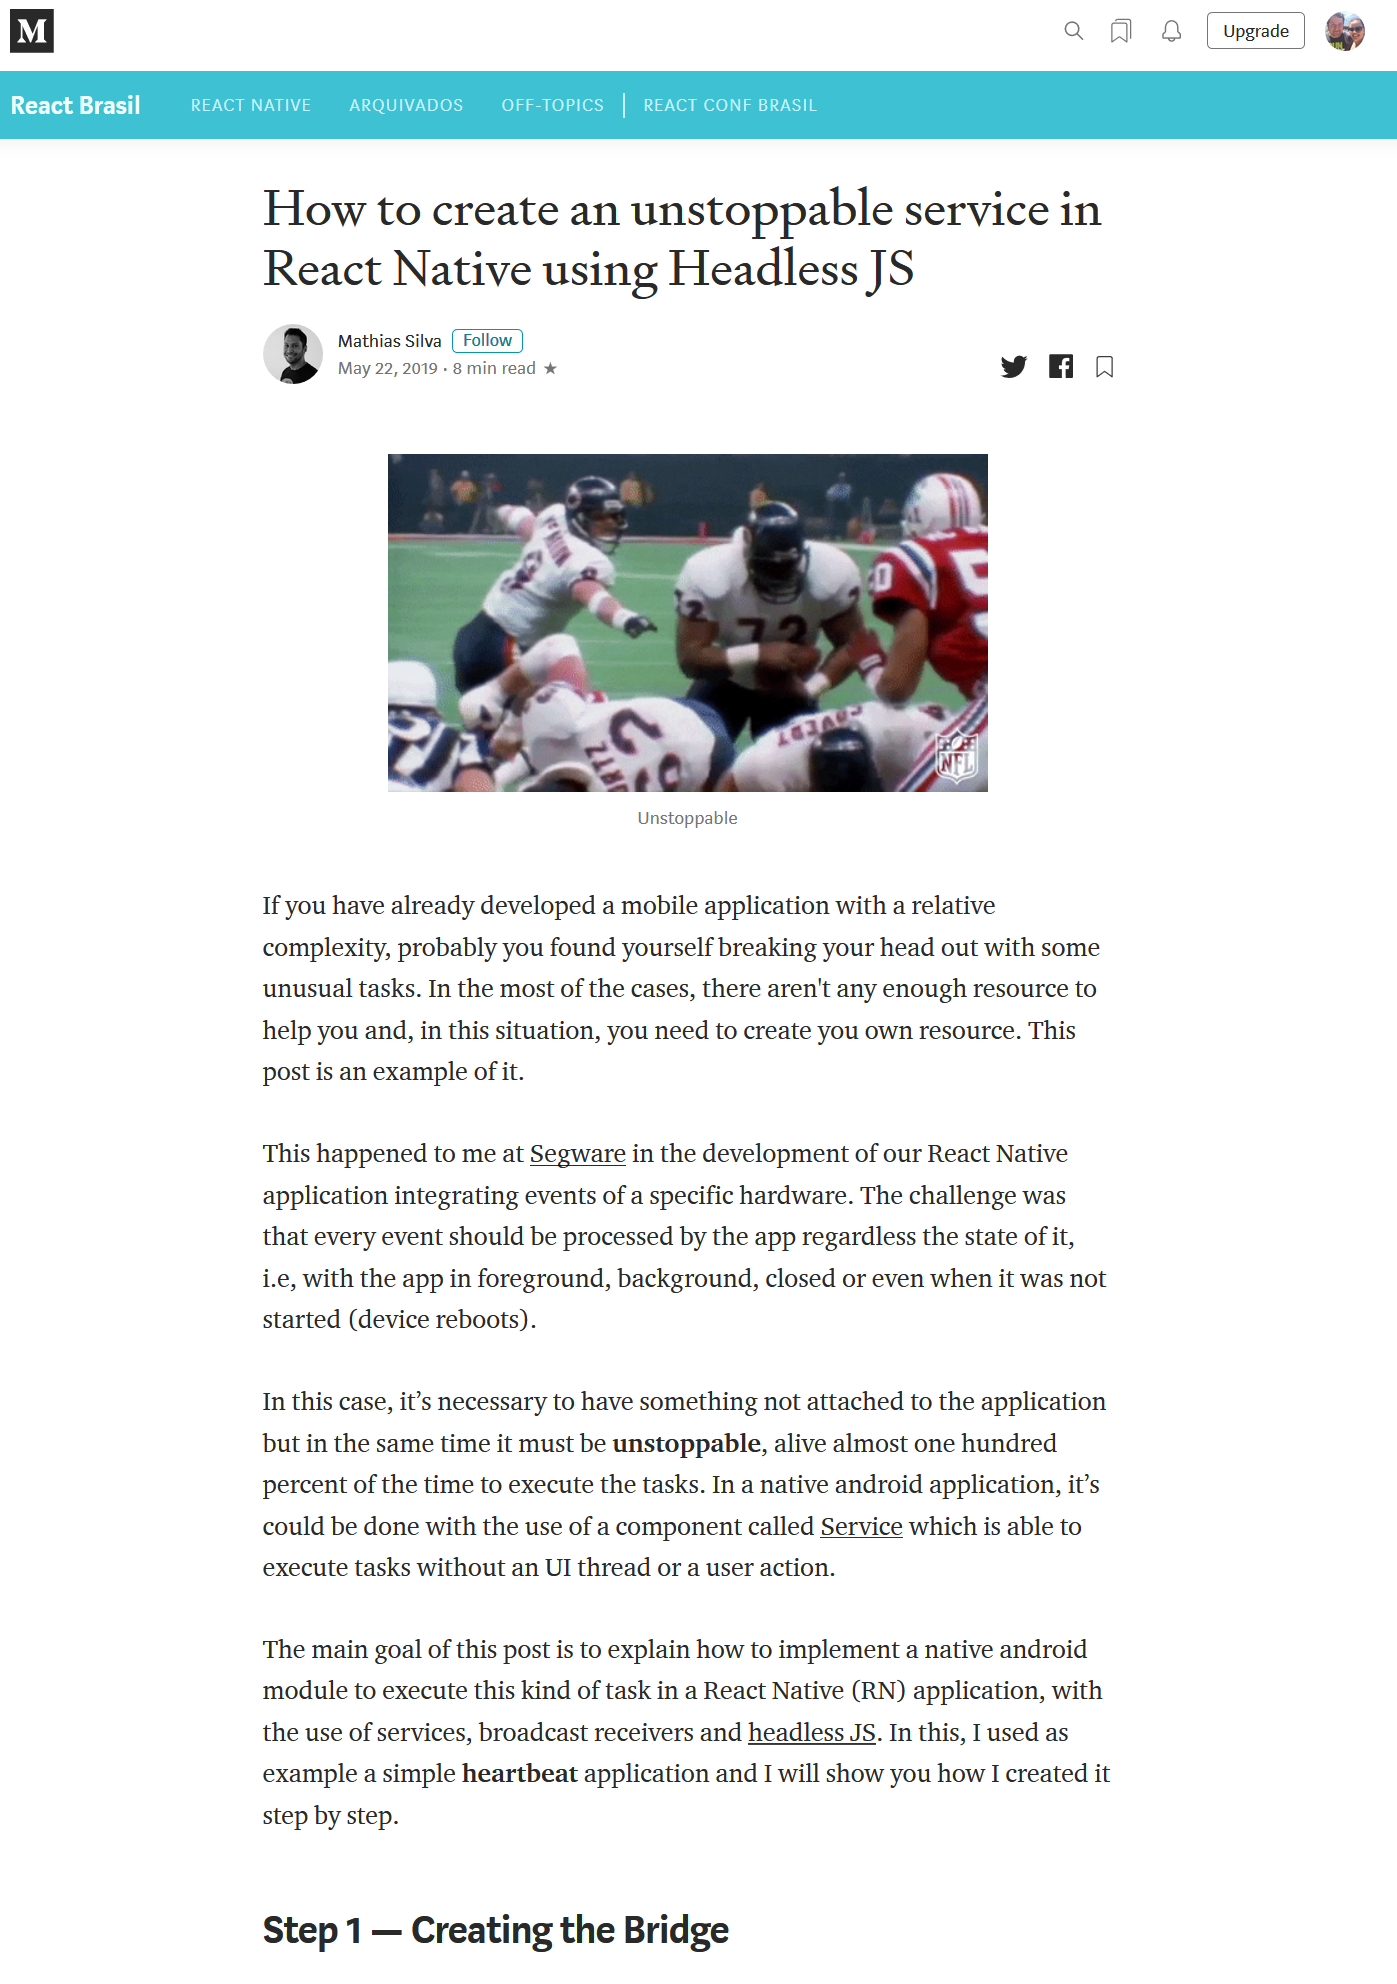 M
Upgrade
React Brasil REACT NATIVE ARQUIVADOS OFF-TOPICS REACT CONF BRASIL
How to create an unstoppable service in
React Native using Headless JS
Mathias Silva Follow
May 22, 2019 · 8 min read ★
72
NFL
Unstoppable
If you have already developed a mobile application with a relative
complexity, probably you found yourself breaking your head out with some
unusual tasks. In the most of the cases, there aren't any enough resource to
help you and, in this situation, you need to create you own resource. This
post is an example of it.
This happened to me at Segware in the development of our React Native
application integrating events of a specific hardware. The challenge was
that every event should be processed by the app regardless the state of it,
i.e, with the app in foreground, background, closed or even when it was not
started (device reboots).
In this case, it’s necessary to have something not attached to the application
but in the same time it must be unstoppable, alive almost one hundred
percent of the time to execute the tasks. In a native android application, it’s
could be done with the use of a component called Service which is able to
execute tasks without an UI thread or a user action.
The main goal of this post is to explain how to implement a native android
module to execute this kind of task in a React Native (RN) application, with
the use of services, broadcast receivers and headless JS. In this, I used as
example a simple heartbeat application and I will show you how I created it
step by step.
Step 1 — Creating the Bridge